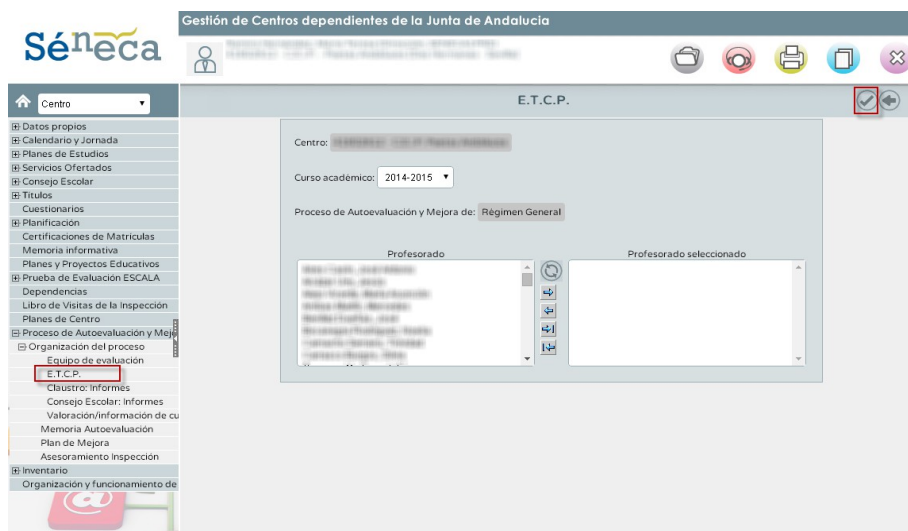 Gestión de Centros dependientes de la Junta de Andalucía
Séneca
Centro
E.T.C.P.
Datos propios
Calendario y Jornada
Planes de Estudios
Servicios Ofertados
Consejo Escolar
Titulos
Cuestionarios
Planificación
Certificaciones de Matrículas
Memoria informativa
Planes y Proyectos Educativos
Prueba de Evaluación ESCALA
Dependencias
Libro de Visitas de la Inspección
Planes de Centro
Proceso de Autoevaluación y Mejo
Organización del proceso
Equipo de evaluación
E.T.C.P.
Claustro: Informes
Consejo Escolar: Informes
Valoración/información de cu
Memoria Autoevaluación
Plan de Mejora
Asesoramiento Inspección
Inventario
Organización y funcionamiento de
Centro:
Curso académico: 2014-2015
Proceso de Autoevaluación y Mejora de: Régimen General
Profesorado
Profesorado seleccionado